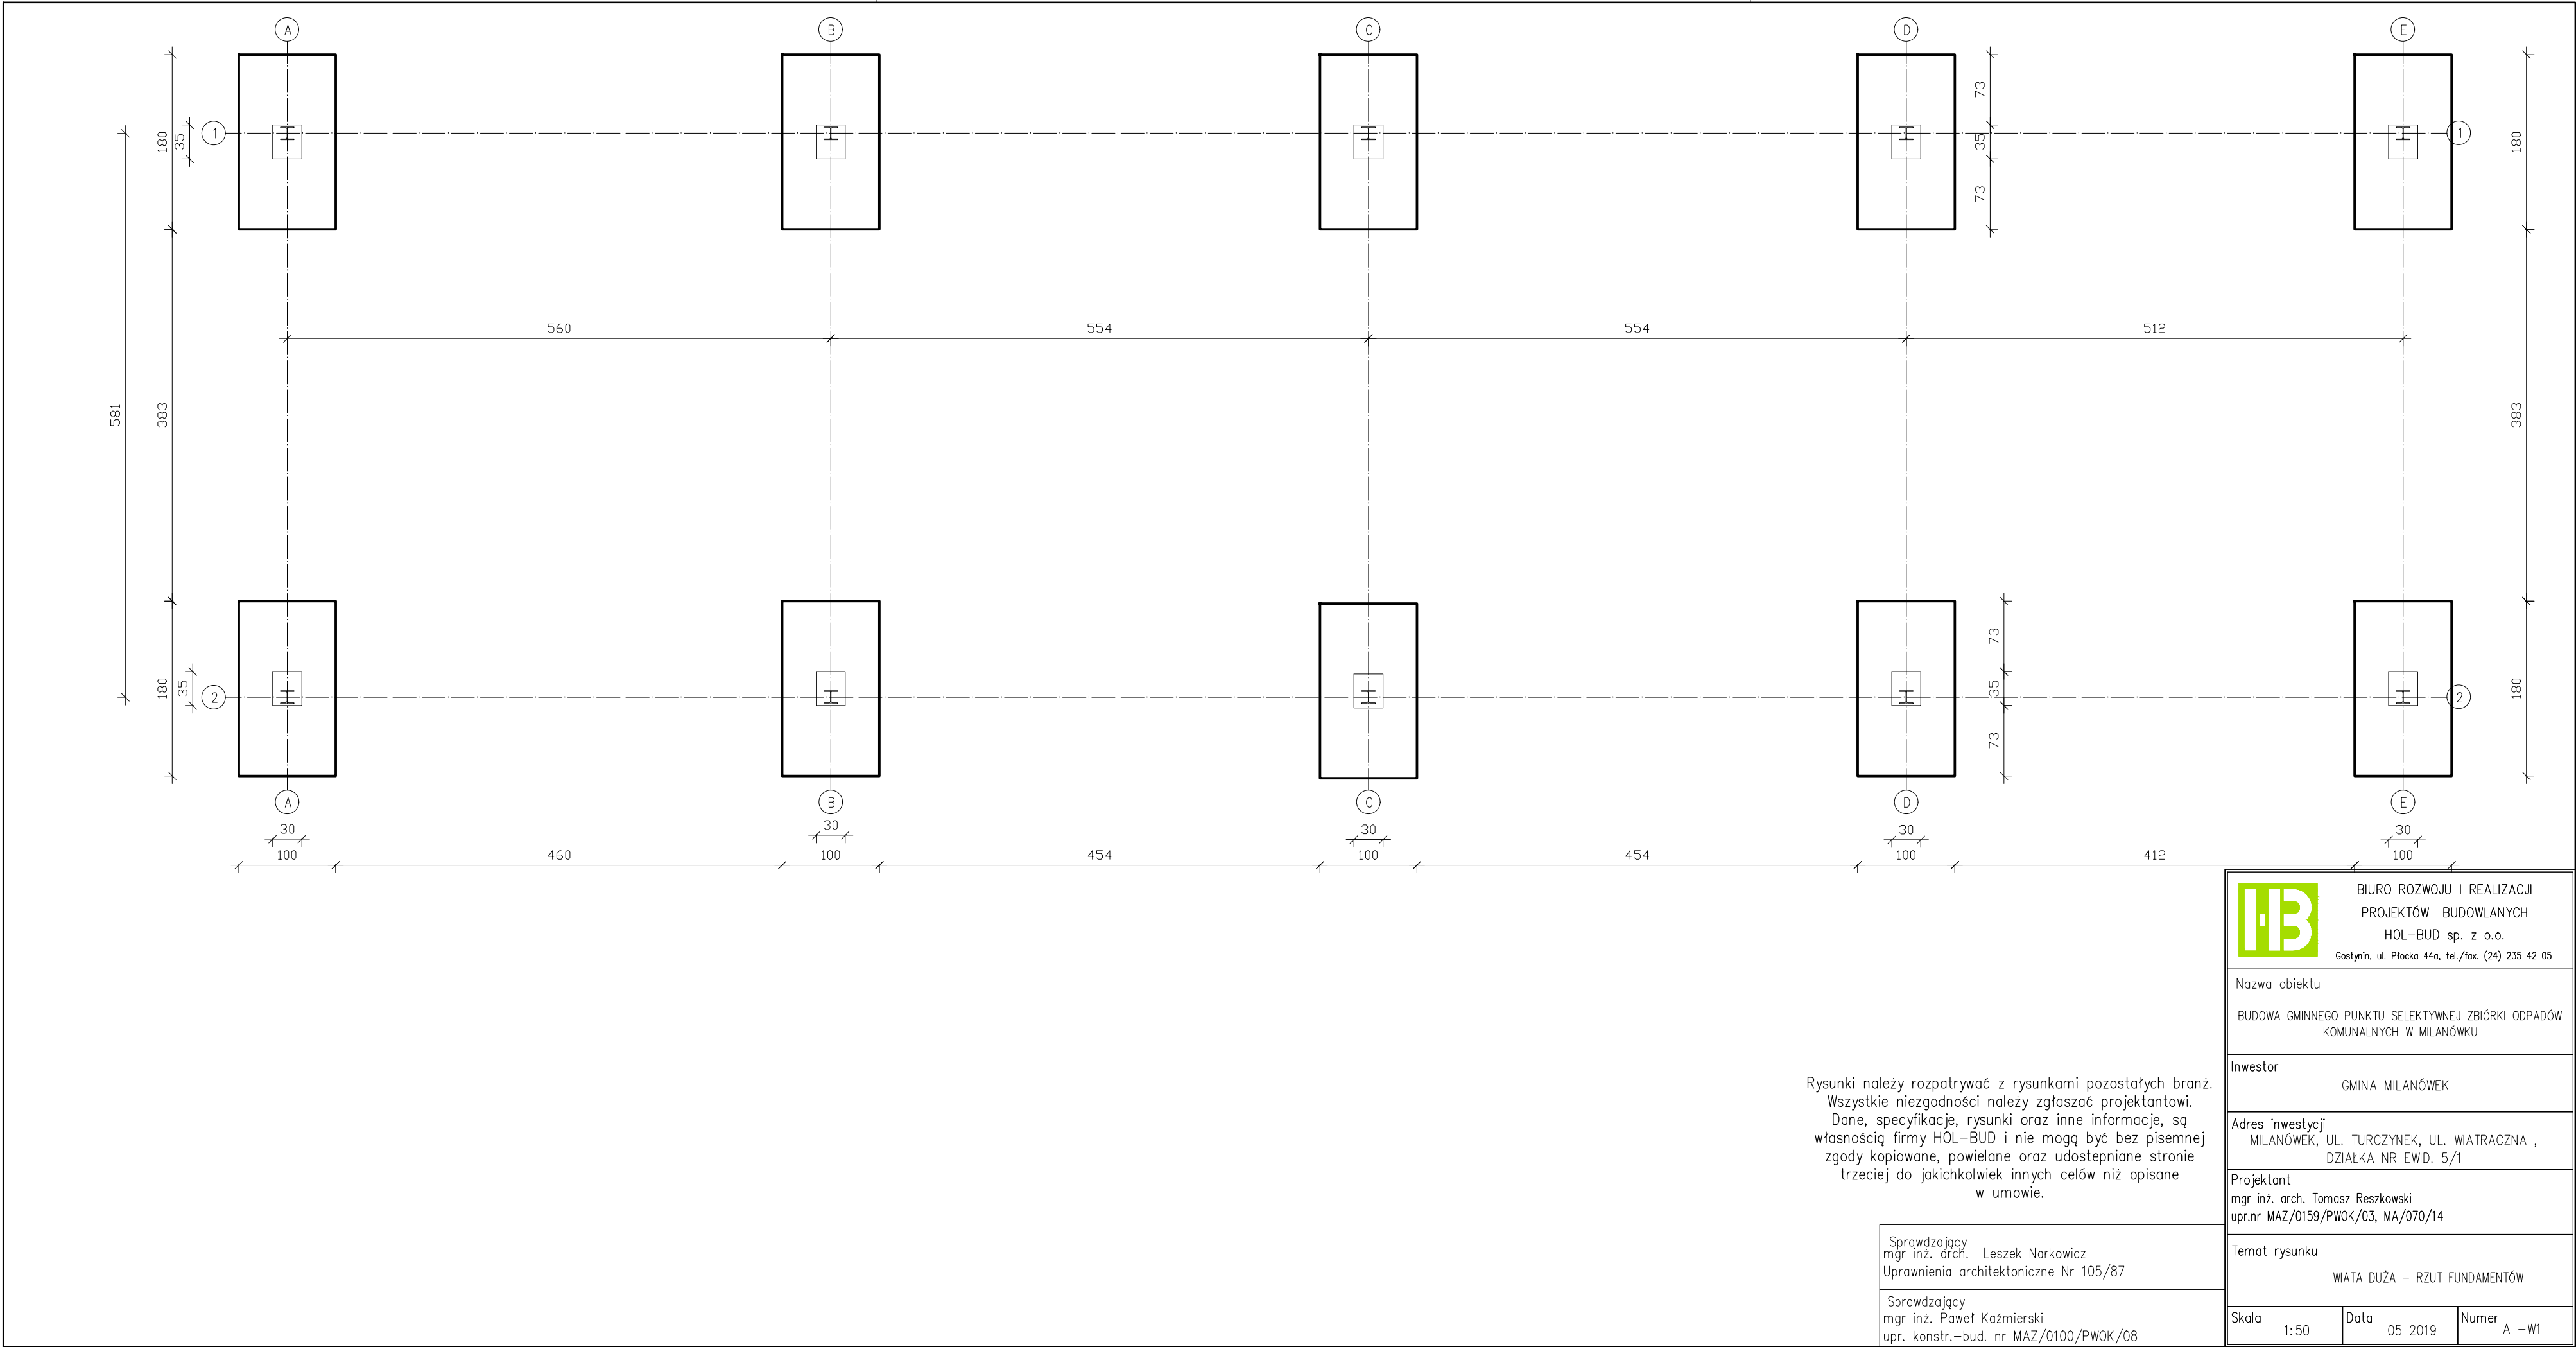 A B C D E
73
180 35 1 35 1 180
73
560 554 554 512
581 383 383
73
180 35 2 35 2 180
73
A B C D E
30 30 30 30 30
100 460 100 454 100 454 100 412 100
HB
BIURO ROZWOJU I REALIZACJI
PROJEKTÓW BUDOWLANYCH
HOL-BUD sp. z o.o.
Gostynin, ul. Płocka 44a, tel./fax. (24) 235 42 05
Nazwa obiektu
BUDOWA GMINNEGO PUNKTU SELEKTYWNEJ ZBIÓRKI ODPADÓW
KOMUNALNYCH W MILANÓWKU
Inwestor
GMINA MILANÓWEK
Adres inwestycji
MILANÓWEK, UL. TURCZYNEK, UL. WIATRACZNA ,
DZIAŁKA NR EWID. 5/1
Projektant
mgr inż. arch. Tomasz Reszkowski
upr.nr MAZ/0159/PWOK/03, MA/070/14
Temat rysunku
WIATA DUŻA - RZUT FUNDAMENTÓW
Skala
1:50
Data
05 2019
Numer
A -W1
Rysunki należy rozpatrywać z rysunkami pozostałych branż.
Wszystkie niezgodności należy zgłaszać projektantowi.
Dane, specyfikacje, rysunki oraz inne informacje, są
własnością firmy HOL-BUD i nie mogą być bez pisemnej
zgody kopiowane, powielane oraz udostepniane stronie
trzeciej do jakichkolwiek innych celów niż opisane
w umowie.
Sprawdzający
mgr inż. arch. Leszek Narkowicz
Uprawnienia architektoniczne Nr 105/87
Sprawdzający
mgr inż. Paweł Kaźmierski
upr. konstr.-bud. nr MAZ/0100/PWOK/08